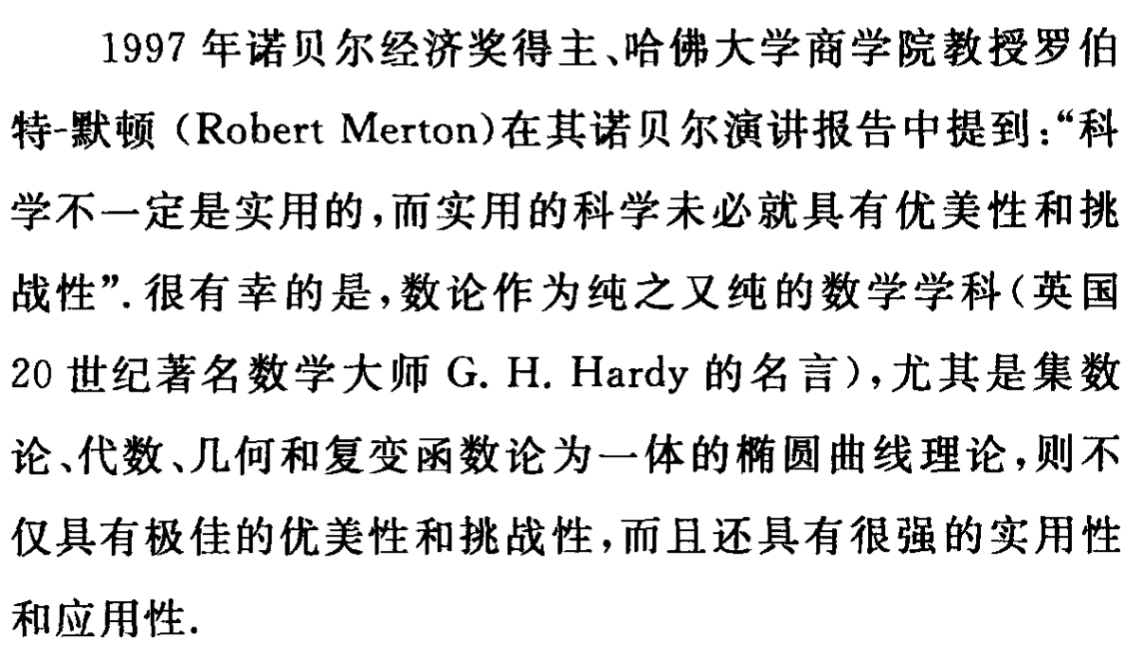 1997 年诺贝尔经济奖得主、哈佛大学商学院教授罗伯
特-默顿（Robert Merton)在其诺贝尔演讲报告中提到:“科
学不一定是实用的,而实用的科学未必就具有优美性和挑
战性”. 很有幸的是,数论作为纯之又纯的数学学科(英国
20 世纪著名数学大师 G. H. Hardy 的名言),尤其是集数
论、代数、几何和复变函数论为一体的椭圆曲线理论,则不
仅具有极佳的优美性和挑战性,而且还具有很强的实用性
和应用性.